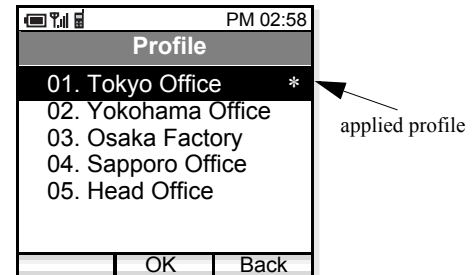 PM 02:58
Profile
01. Tokyo Office *
02. Yokohama Office
03. Osaka Factory
04. Sapporo Office
05. Head Office
applied profile
OK Back